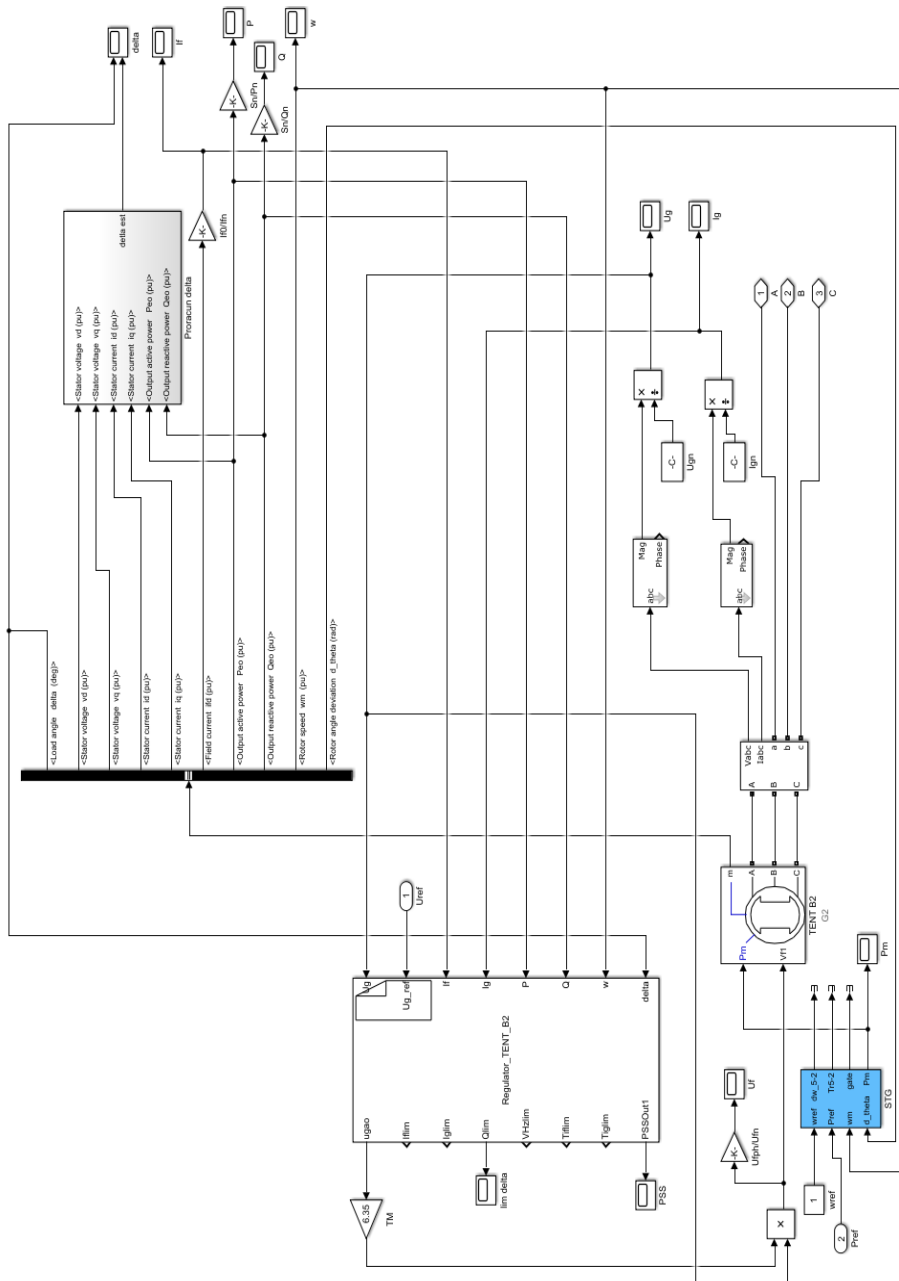 delta
If
P
w
Q
Sn/Pn
-K-
Sn/Qn
-K-
If0/Ifn
-K-
Proracun delta
<Stator voltage  vd (pu)>
<Stator voltage  vq (pu)>
<Stator current  id (pu)>
<Stator current  iq (pu)>
<Output active power   Peo (pu)>
<Output reactive power  Qeo (pu)>
delta est
<Load angle  delta  (deg)>
<Stator voltage  vd (pu)>
<Stator voltage  vq (pu)>
<Stator current  id (pu)>
<Stator current  iq (pu)>
<Field current  ifd (pu)>
<Output active power   Peo (pu)>
<Output reactive power  Qeo (pu)>
<Rotor speed  wm  (pu)>
<Rotor angle deviation  d_theta (rad)>
Ug
Ig
1
A
2
B
3
C
×
÷
×
÷
-C-
Ugn
-C-
Ign
Mag
Phase
abc
Mag
Phase
abc
Vabc
Iabc
a
b
c
A
B
C
m
A
B
C
Pm
Vf1
TENT B2
G2
1
Uref
Ug
Ug_ref
If
Ig
P
Q
w
delta
Regulator_TENT_B2
ugao
Iflim
Iglim
Qlim
VHzlim
Tiflim
Tiglim
PSSOut1
6.35
TM
lim delta
PSS
Uf
-K-
Ufph/Ufn
×
Pm
wref
Pref
wm
d_theta
dw_5-2
Tr5-2
gate
Pm
STG
1
wref
2
Pref